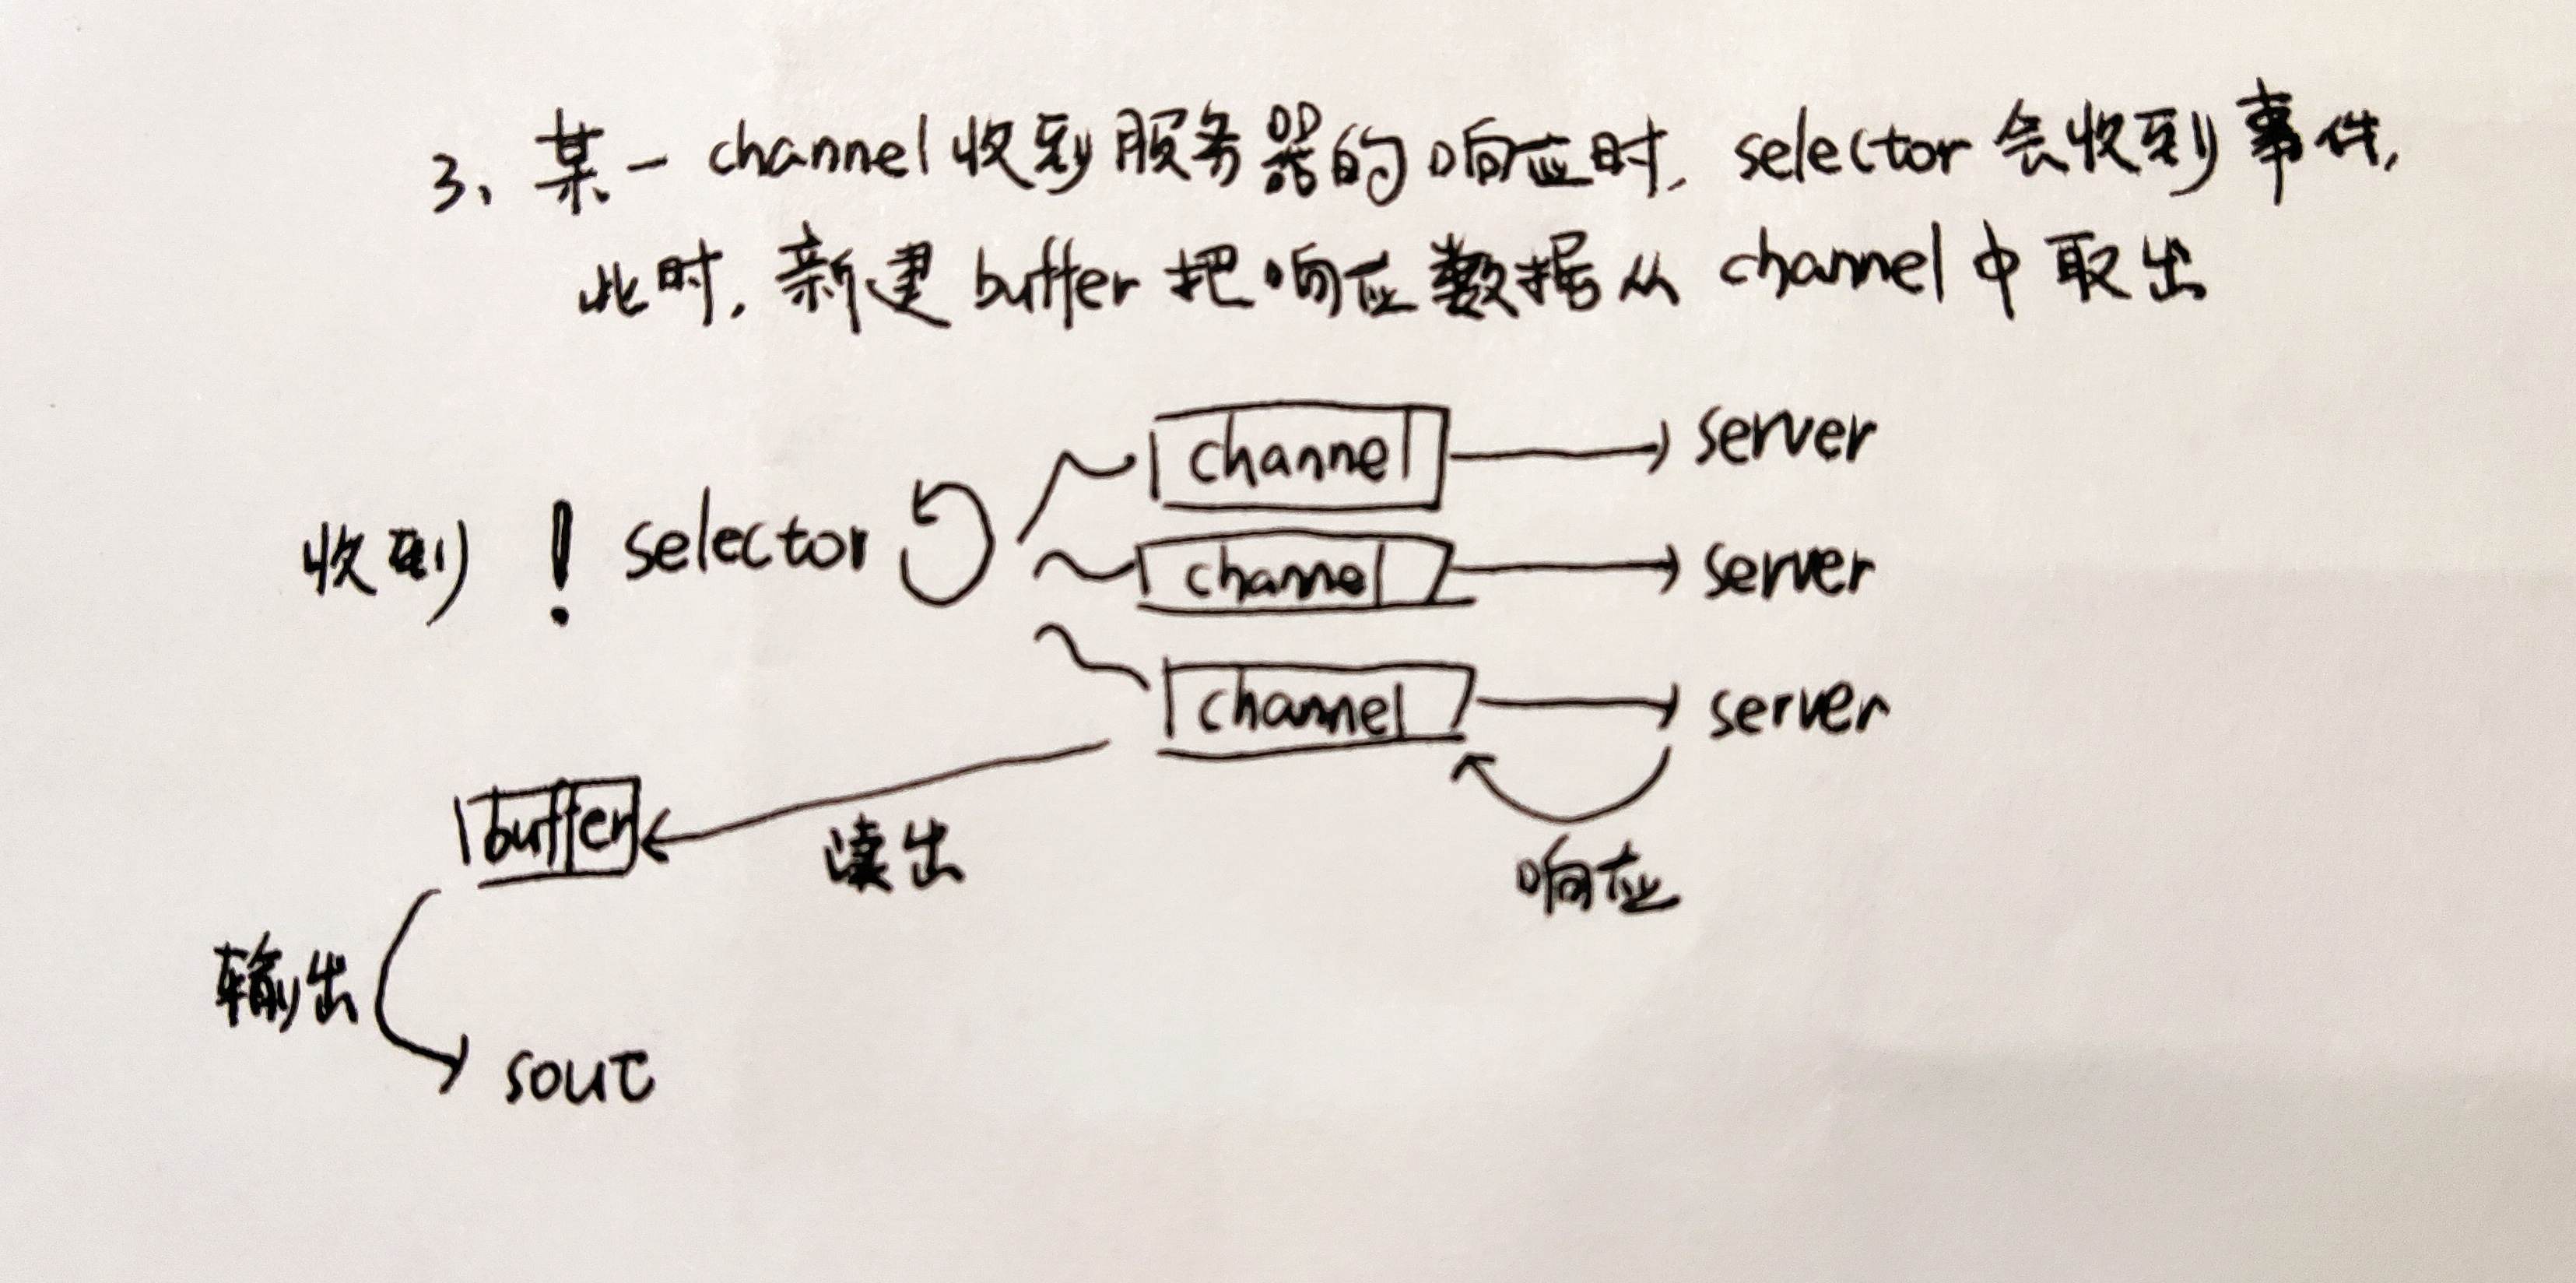 3、某一channel收到服务器的响应时，selector会收到事件，
此时，新建buffer把响应数据从channel中取出
channel
server
收到！
selector
channel
server
channel
server
buffer
读出
响应
输出
sout